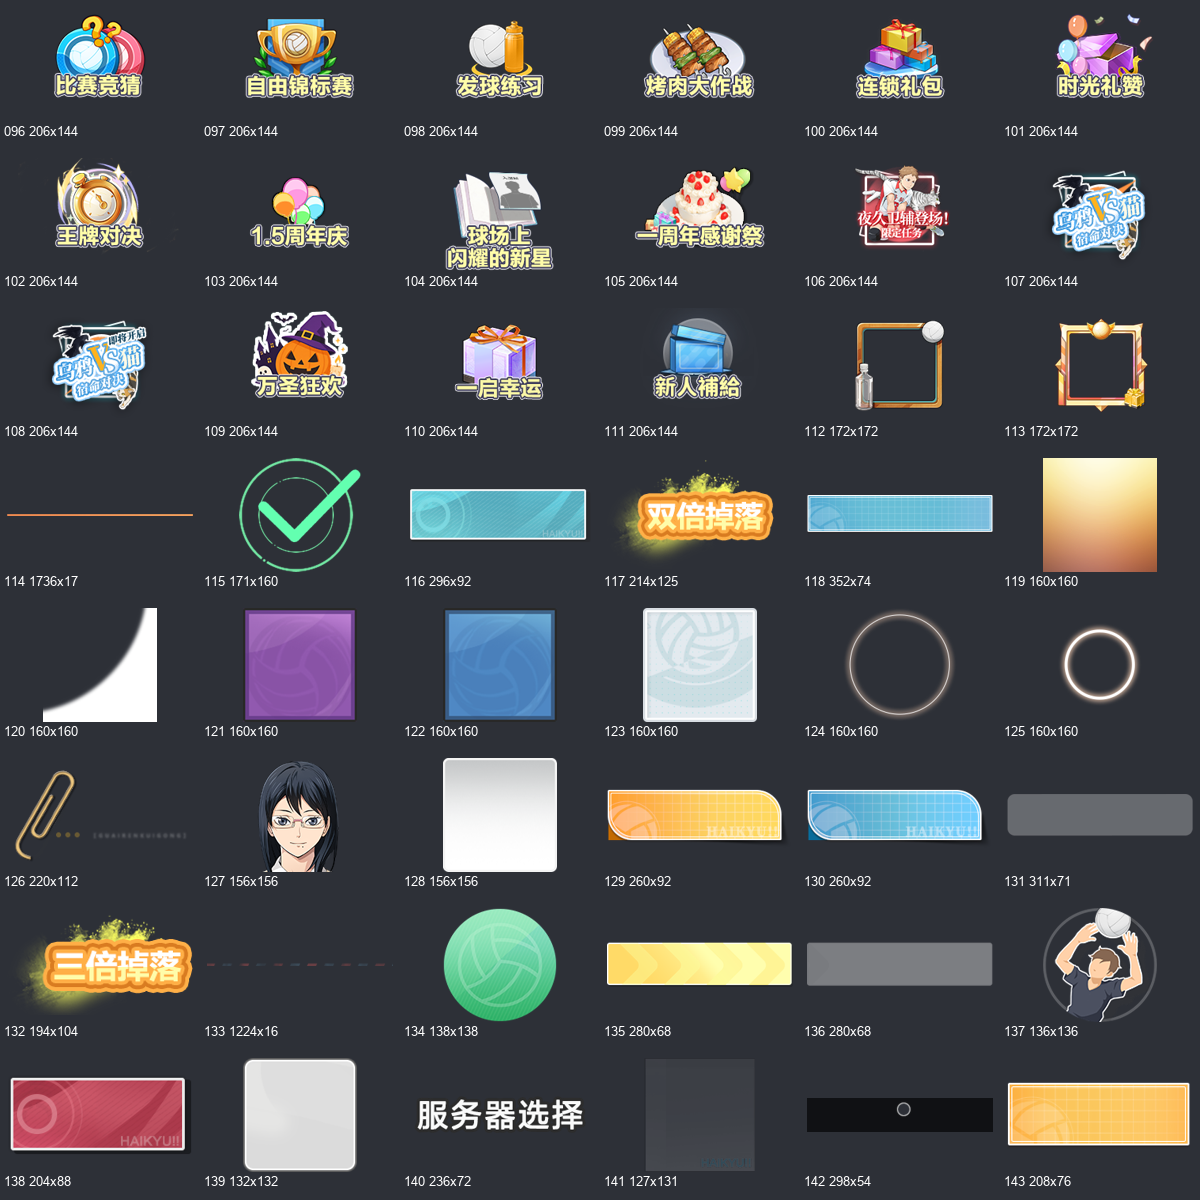 比赛竞猜
自由锦标赛
发球练习
烤肉大作战
连锁礼包
时光礼赞
096 206x144
097 206x144
098 206x144
099 206x144
100 206x144
101 206x144
王牌对决
1.5周年庆
球场上
闪耀的新星
一周年感谢祭
夜久卫辅登场!
限定任务
乌鸦VS猫
宿命对决
102 206x144
103 206x144
104 206x144
105 206x144
106 206x144
107 206x144
即将开启
乌鸦VS猫
宿命对决
万圣狂欢
一启幸运
新人補給
108 206x144
109 206x144
110 206x144
111 206x144
112 172x172
113 172x172
HAIKYU!!
双倍掉落
114 1736x17
115 171x160
116 296x92
117 214x125
118 352x74
119 160x160
120 160x160
121 160x160
122 160x160
123 160x160
124 160x160
125 160x160
HAIKYU!!
HAIKYU!!
126 220x112
127 156x156
128 156x156
129 260x92
130 260x92
131 311x71
三倍掉落
132 194x104
133 1224x16
134 138x138
135 280x68
136 280x68
137 136x136
HAIKYU!!
服务器选择
138 204x88
139 132x132
140 236x72
141 127x131
142 298x54
143 208x76